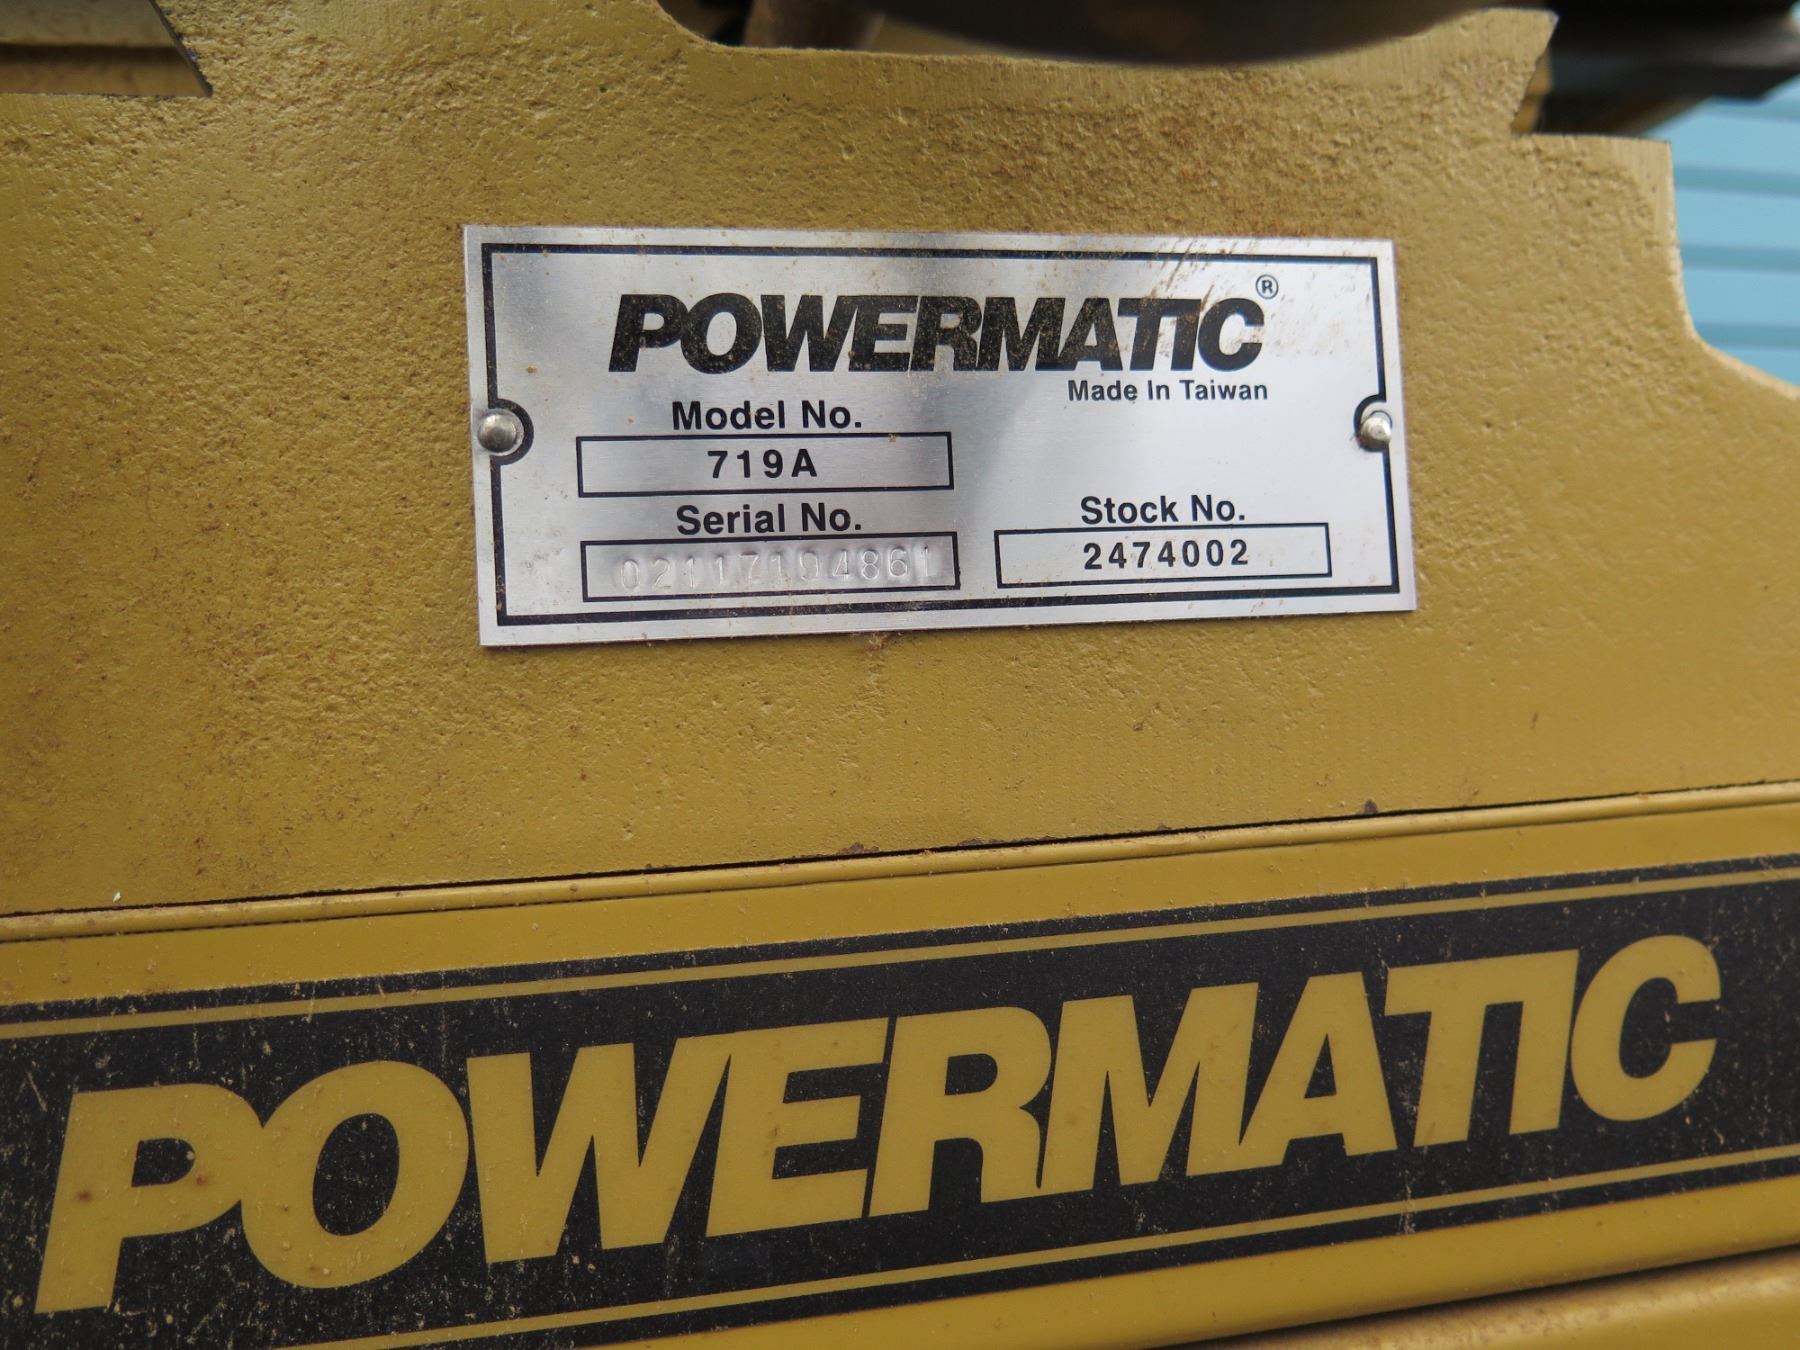 POWERMATIC®
Made In Taiwan
Model No.
719A
Serial No.
02117194861
Stock No.
2474002
POWERMATIC